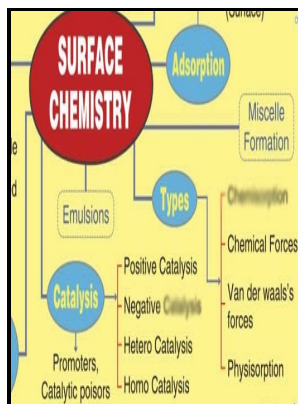 (Surface)
SURFACE
CHEMISTRY
Adsorption
Miscelle
Formation
Emulsions
Types
Chemical Forces
Van der waals's
forces
Physisorption
Catalysis
Positive Catalysis
Negative
Hetero Catalysis
Homo Catalysis
Promoters,
Catalytic poisors